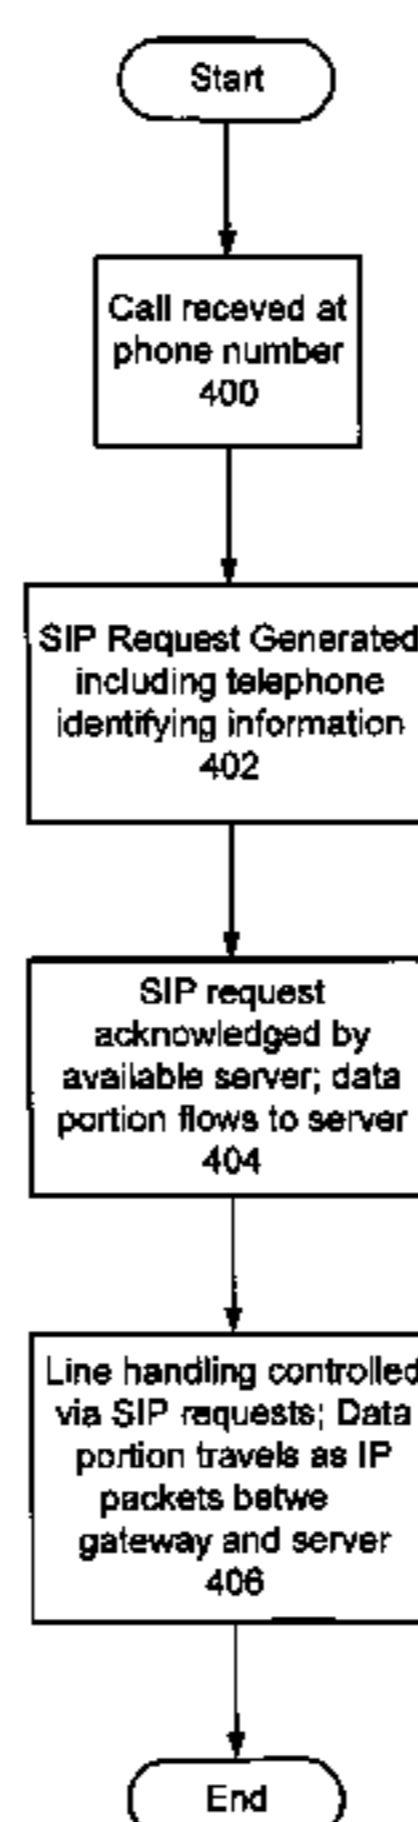 Start
Call receved at
phone number
400
SIP Request Generated
including telephone
identifying information
402
SIP request
acknowledged by
available server; data
portion flows to server
404
Line handling controlled
via SIP requests; Data
portion travels as IP
packets betwe
gateway and server
406
End